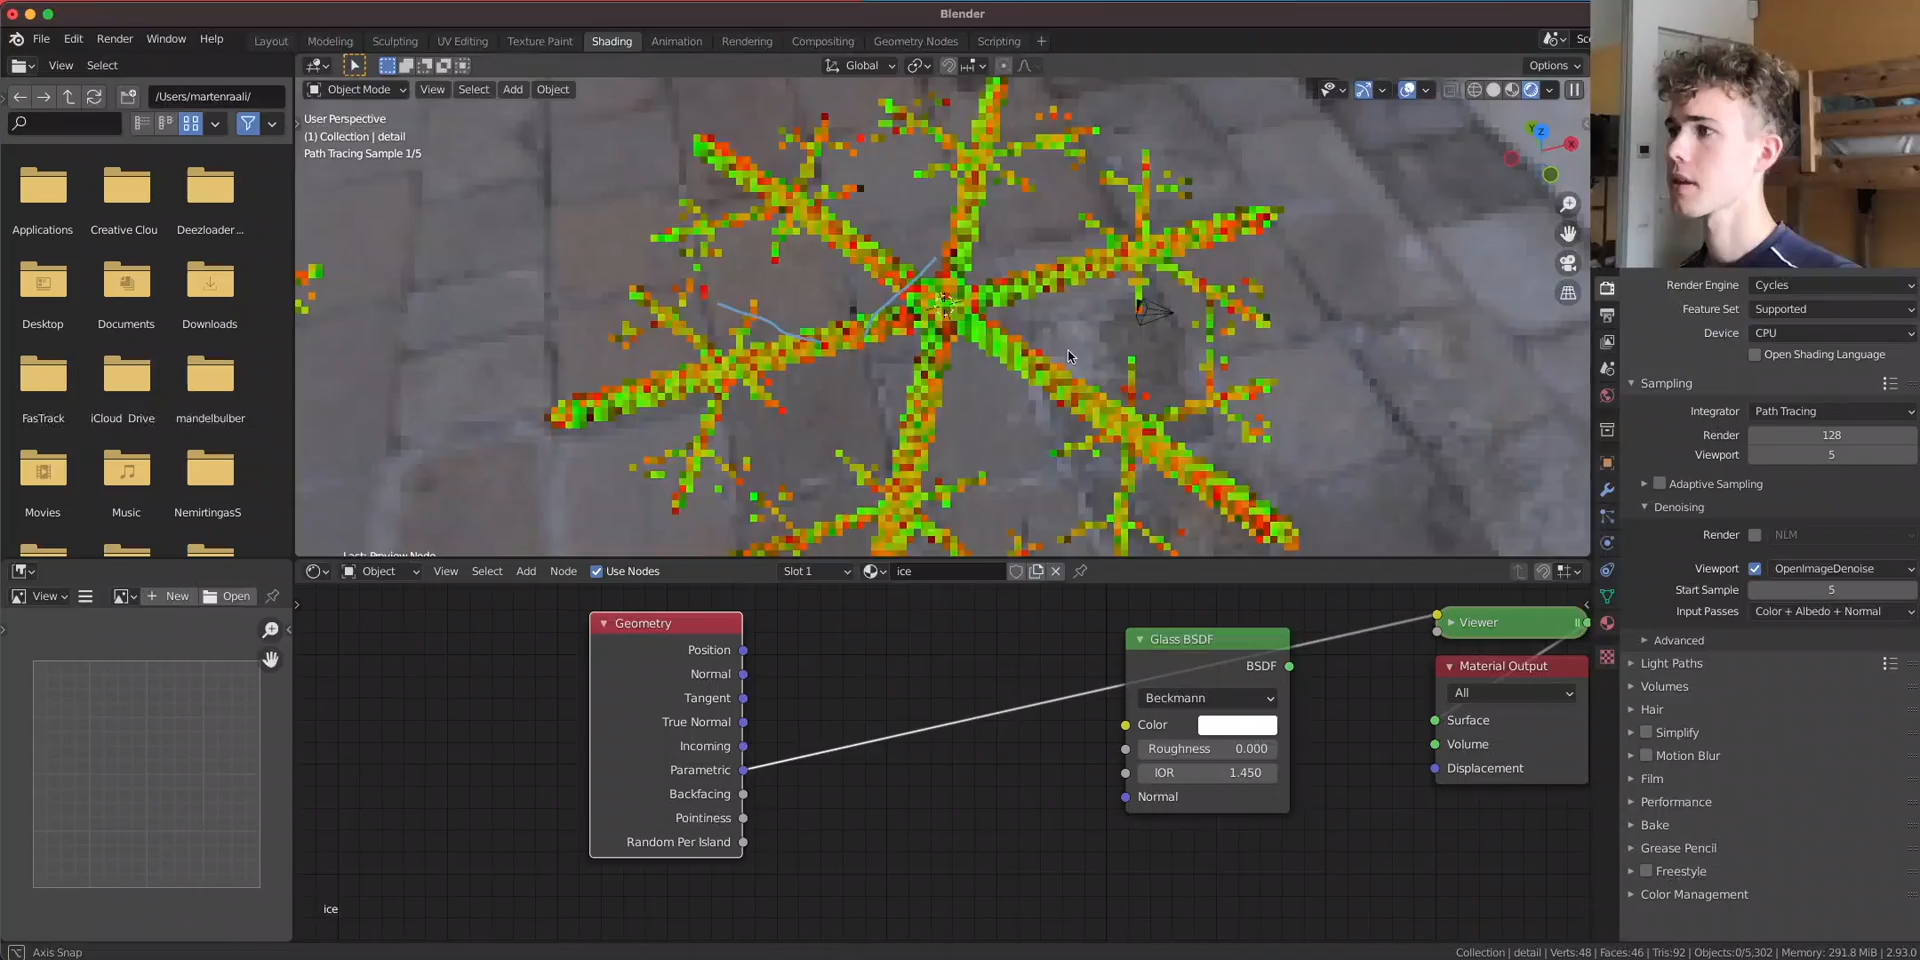 Blender
File Edit Render Window Help
Layout Modeling Sculpting UV Editing Texture Paint Shading Animation Rendering Compositing Geometry Nodes Scripting +
View Select
Global
Options
/Users/martenraali/
Object Mode View Select Add Object
User Perspective
(1) Collection | detail
Path Tracing Sample 1/5
Y Z X
Applications Creative Clou Deezloader ...
Desktop Documents Downloads
FasTrack iCloud Drive mandelbulber
Movies Music NemirtingasS
Last: Preview Node
Render Engine Cycles
Feature Set Supported
Device CPU
Open Shading Language
Sampling
Integrator Path Tracing
Render 128
Viewport 5
Adaptive Sampling
Denoising
Render NLM
Viewport OpenImageDenoise
Start Sample 5
Input Passes Color + Albedo + Normal
Advanced
Light Paths
Volumes
Hair
Simplify
Motion Blur
Film
Performance
Bake
Grease Pencil
Freestyle
Color Management
Object View Select Add Node Use Nodes Slot 1 ice
View New Open
Geometry
Position
Normal
Tangent
True Normal
Incoming
Parametric
Backfacing
Pointiness
Random Per Island
Glass BSDF
BSDF
Beckmann
Color
Roughness 0.000
IOR 1.450
Normal
Viewer
Material Output
All
Surface
Volume
Displacement
ice
Axis Snap
Collection | detail | Verts:48 | Faces:46 | Tris:92 | Objects:0/5,302 | Memory: 291.8 MiB | 2.93.0